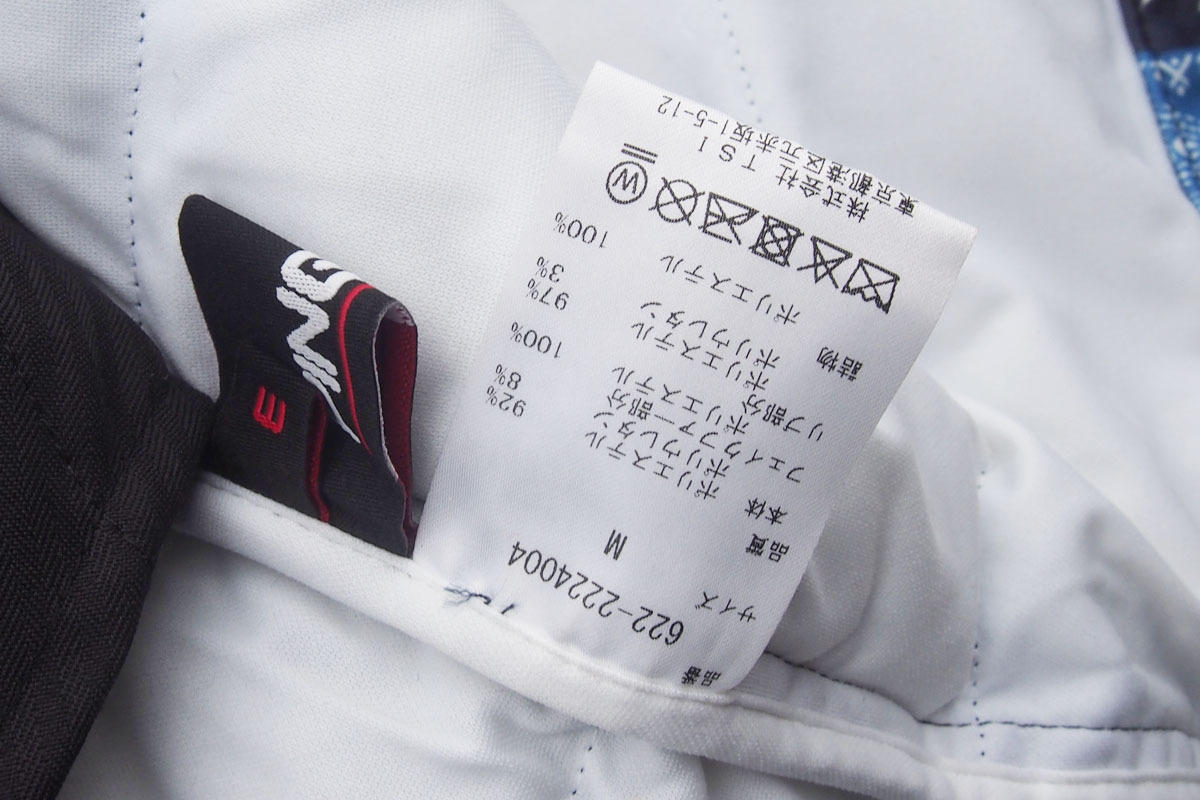 品番
622-2224004
サイズ M
品質
本体
ポリエステル 92%
ポリウレタン 8%
フェイクファー部分
ポリエステル 100%
リブ部分
ポリエステル 97%
ポリウレタン 3%
詰物
ポリエステル 100%
W
株式会社 TSI
東京都港区元赤坂1-5-12